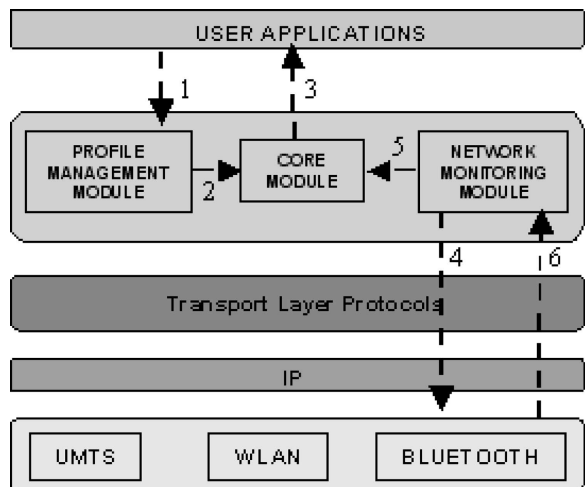 USER APPLICATIONS
1
3
PROFILE
MANAGEMENT
MODULE
2
CORE
MODULE
5
NETWORK
MONITORING
MODULE
4
6
Transport Layer Protocols
IP
UMTS
WLAN
BLUETOOTH